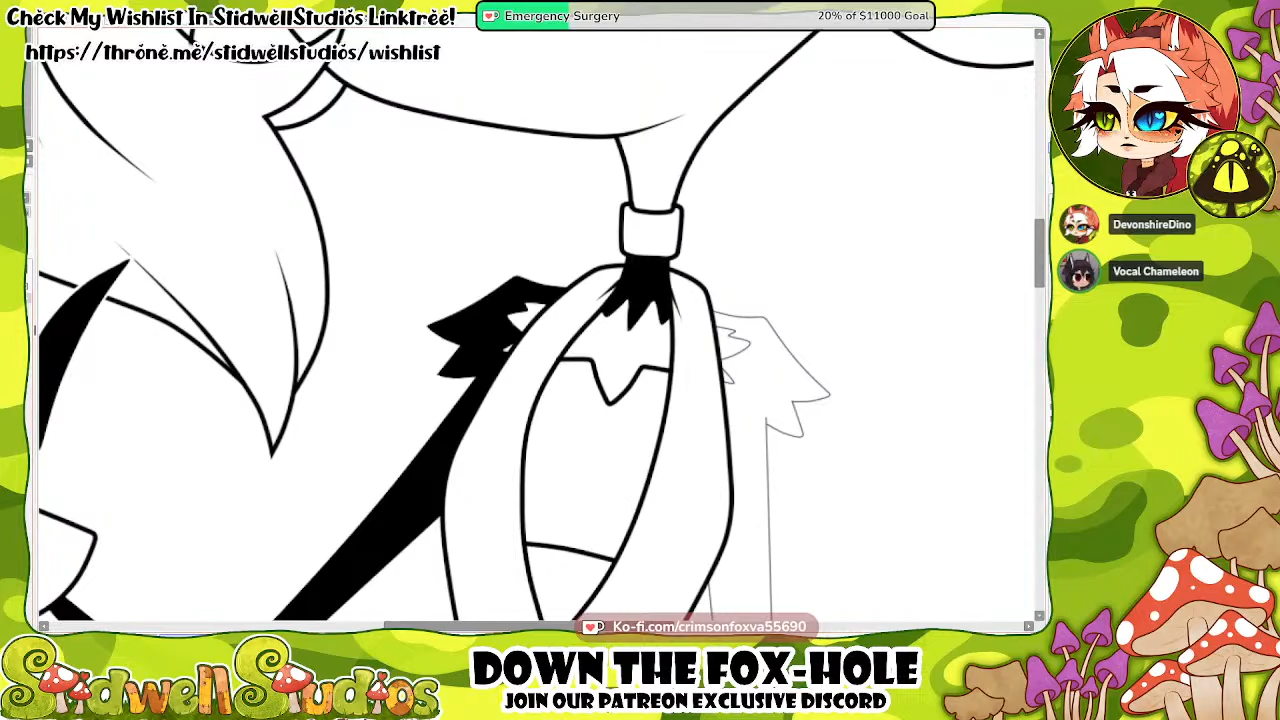 Check My Wishlist In StidwellStudios Linktree!
https://throne.me/stidwellstudios/wishlist
Emergency Surgery
20% of $11000 Goal
DevonshireDino
Vocal Chameleon
Ko-fi.com/crimsonfoxva55690
StidwellStudios
DOWN THE FOX-HOLE
JOIN OUR PATREON EXCLUSIVE DISCORD